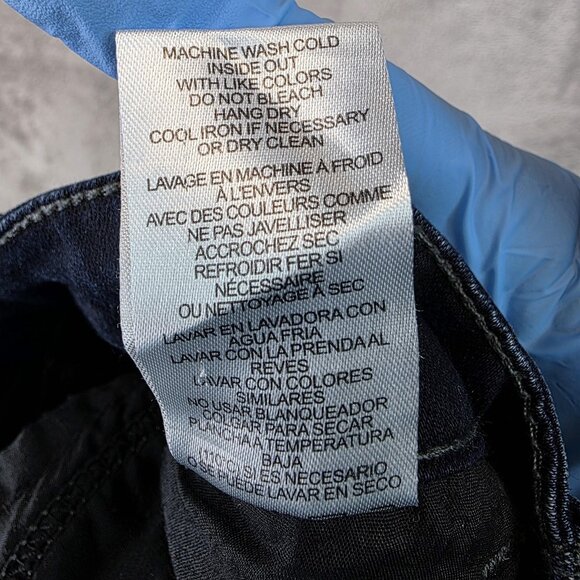 MACHINE WASH COLD
INSIDE OUT
WITH LIKE COLORS
DO NOT BLEACH
HANG DRY
COOL IRON IF NECESSARY
OR DRY CLEAN
LAVAGE EN MACHINE À FROID
À L'ENVERS
AVEC DES COULEURS COMME
NE PAS JAVELLISER
ACCROCHEZ SEC
REFROIDIR FER SI
NÉCESSAIRE
OU NETTOYAGE À SEC
LAVAR EN LAVADORA CON
AGUA FRIA
LAVAR CON LA PRENDA AL
REVES
LAVAR CON COLORES
SIMILARES
NO USAR BLANQUEADOR
COLGAR PARA SECAR
PLANCHA A TEMPERATURA
BAJA
(110C) SI ES NECESARIO
O SE PUEDE LAVAR EN SECO